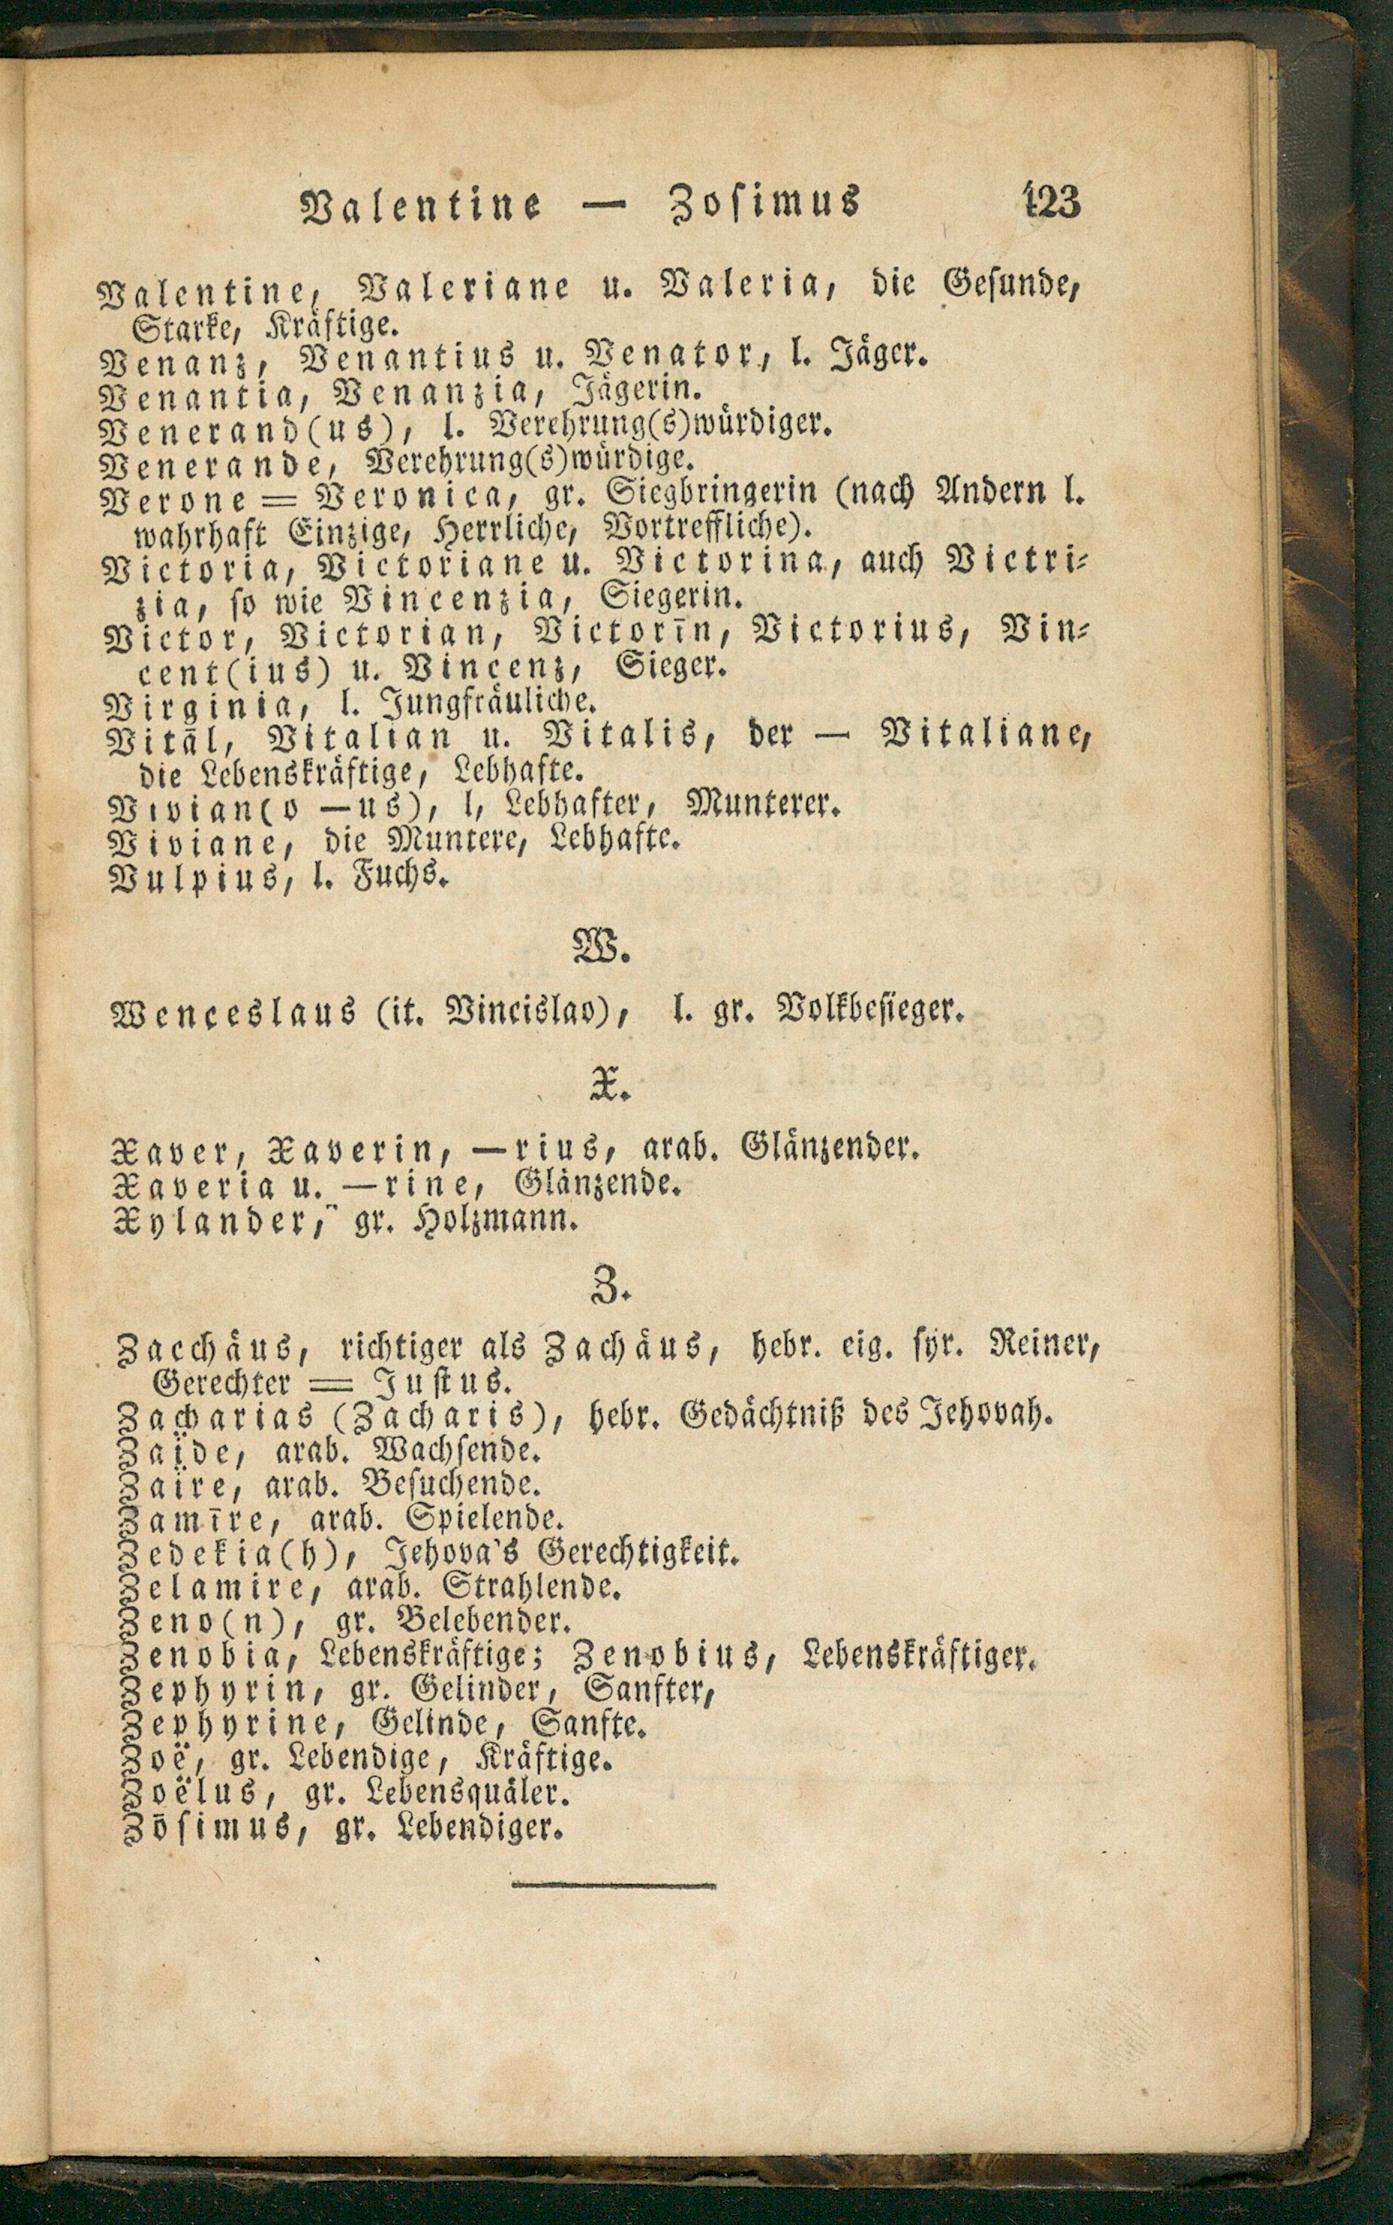 Valentine — Zosimus 123
Valentine, Valeriane u. Valeria, die Gesunde,
Starke, Kräftige.
Venanz, Venantius u. Venator, l. Jäger.
Venantia, Venanzia, Jägerin.
Venerand(us), l. Verehrung(s)würdiger.
Venerande, Verehrung(s)würdige.
Verone = Veronica, gr. Siegbringerin (nach Andern l.
wahrhaft Einzige, Herrliche, Vortreffliche).
Victoria, Victoriane u. Victorina, auch Victri-
zia, so wie Vincenzia, Siegerin.
Victor, Victorian, Victorīn, Victorius, Vin-
cent(ius) u. Vincenz, Sieger.
Virginia, l. Jungfräuliche.
Vitāl, Vitalian u. Vitalis, der — Vitaliane,
die Lebenskräftige, Lebhafte.
Vivian(o —us), l, Lebhafter, Munterer.
Viviane, die Muntere, Lebhafte.
Vulpius, l. Fuchs.
W.
Wenceslaus (it. Vincislao), l. gr. Volkbesieger.
X.
Xaver, Xaverin, —rius, arab. Glänzender.
Xaveria u. —rine, Glänzende.
Xylander, gr. Holzmann.
Z.
Zacchäus, richtiger als Zachäus, hebr. eig. syr. Reiner,
Gerechter = Justus.
Zacharias (Zacharis), hebr. Gedächtniß des Jehovah.
Zaïde, arab. Wachsende.
Zaïre, arab. Besuchende.
Zamīre, arab. Spielende.
Zedekia(h), Jehova's Gerechtigkeit.
Zelamire, arab. Strahlende.
Zeno(n), gr. Belebender.
Zenobia, Lebenskräftige; Zenobius, Lebenskräftiger.
Zephyrin, gr. Gelinder, Sanfter,
Zephyrine, Gelinde, Sanfte.
Zoë, gr. Lebendige, Kräftige.
Zoëlus, gr. Lebensquäler.
Zōsimus, gr. Lebendiger.